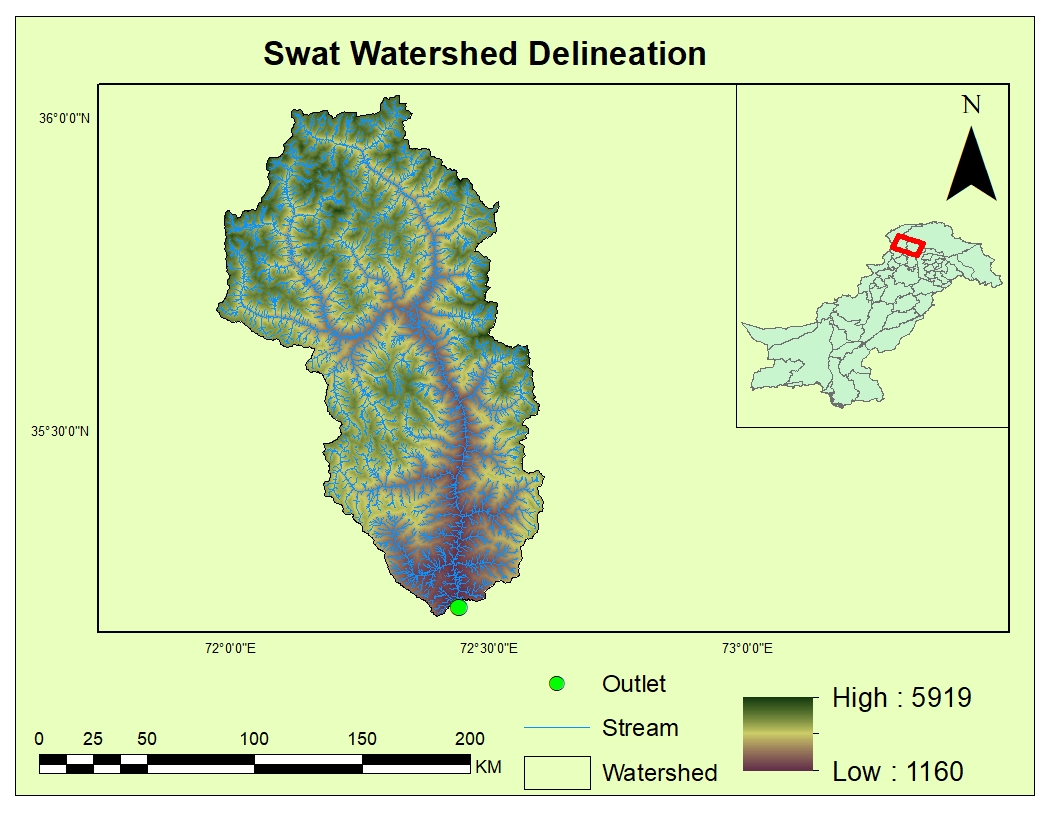 Swat Watershed Delineation
N
36°0'0"N
35°30'0"N
72°0'0"E 72°30'0"E 73°0'0"E
Outlet
Stream
Watershed
High : 5919
Low : 1160
0 25 50 100 150 200
KM